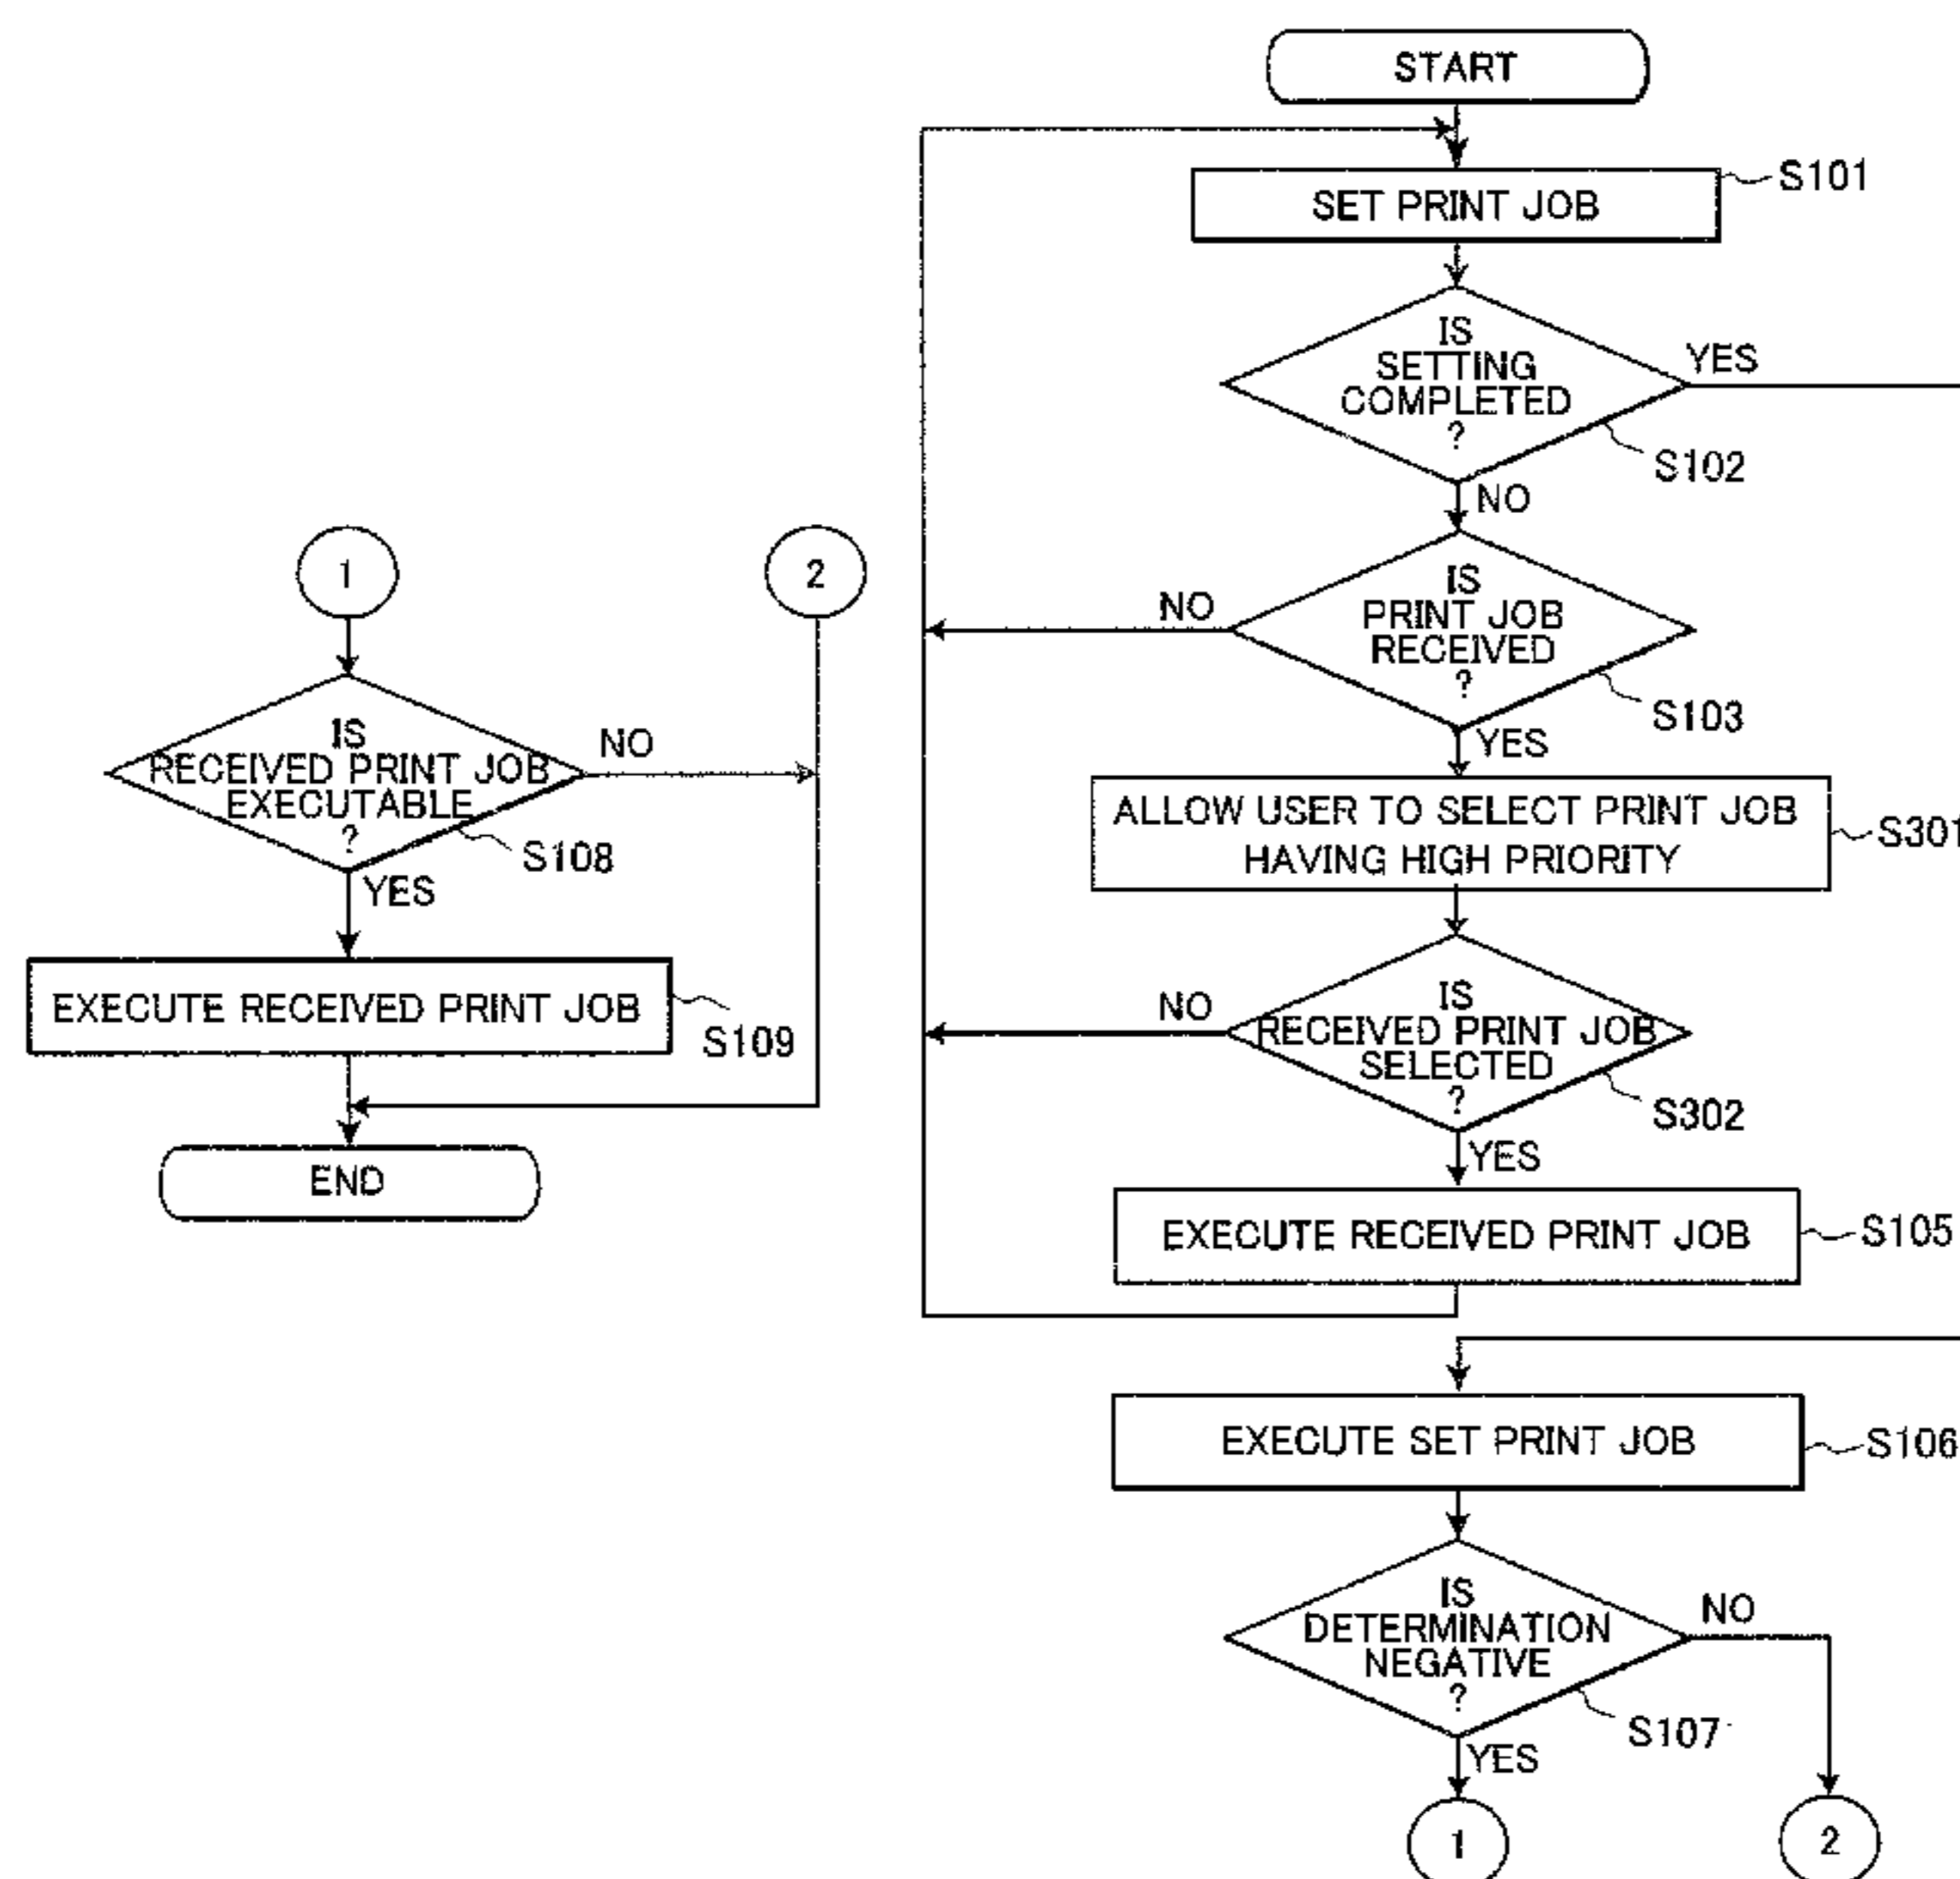 START
SET PRINT JOB
S101
IS
SETTING
COMPLETED
?
YES
S102
NO
IS
PRINT JOB
RECEIVED
?
NO
S103
YES
ALLOW USER TO SELECT PRINT JOB
HAVING HIGH PRIORITY
S301
IS
RECEIVED PRINT JOB
SELECTED
?
NO
S302
YES
EXECUTE RECEIVED PRINT JOB
S105
EXECUTE SET PRINT JOB
S106
IS
DETERMINATION
NEGATIVE
?
NO
S107
YES
1
2
1
2
IS
RECEIVED PRINT JOB
EXECUTABLE
?
NO
S108
YES
EXECUTE RECEIVED PRINT JOB
S109
END